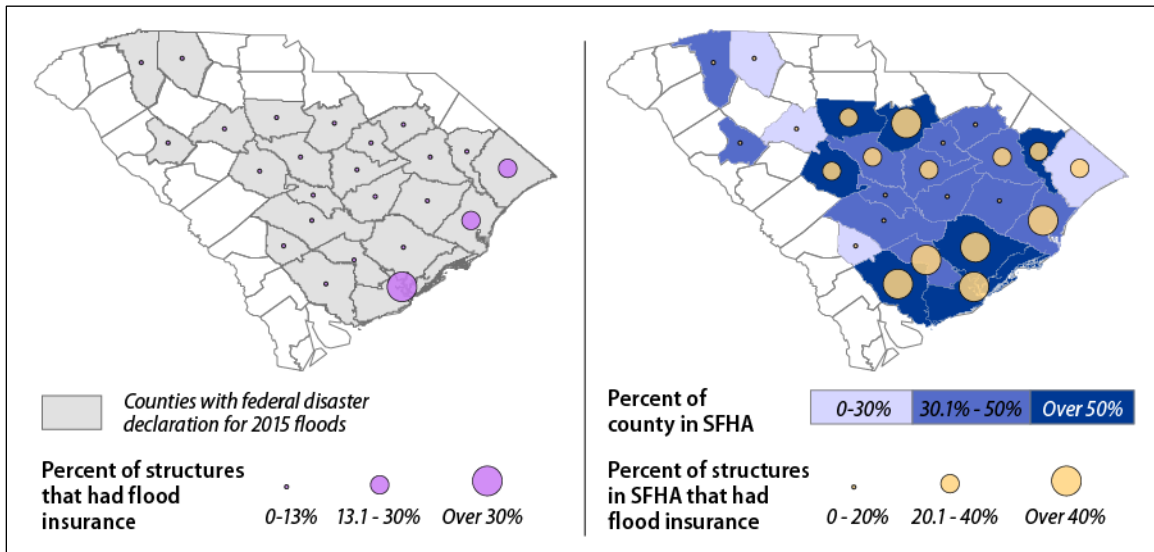 Counties with federal disaster
declaration for 2015 floods
Percent of structures
that had flood
insurance
0-13%
13.1 - 30%
Over 30%
Percent of
county in SFHA
0-30%
30.1% - 50%
Over 50%
Percent of structures
in SFHA that had
flood insurance
0 - 20%
20.1 - 40%
Over 40%